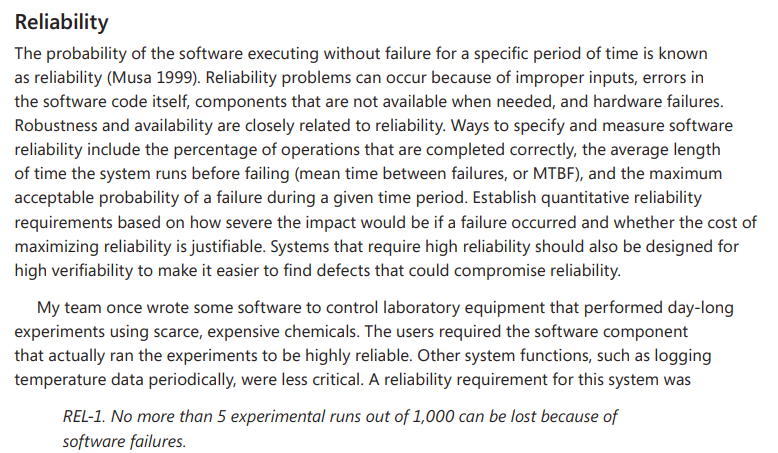 Reliability
The probability of the software executing without failure for a specific period of time is known
as reliability (Musa 1999). Reliability problems can occur because of improper inputs, errors in
the software code itself, components that are not available when needed, and hardware failures.
Robustness and availability are closely related to reliability. Ways to specify and measure software
reliability include the percentage of operations that are completed correctly, the average length
of time the system runs before failing (mean time between failures, or MTBF), and the maximum
acceptable probability of a failure during a given time period. Establish quantitative reliability
requirements based on how severe the impact would be if a failure occurred and whether the cost of
maximizing reliability is justifiable. Systems that require high reliability should also be designed for
high verifiability to make it easier to find defects that could compromise reliability.
My team once wrote some software to control laboratory equipment that performed day-long
experiments using scarce, expensive chemicals. The users required the software component
that actually ran the experiments to be highly reliable. Other system functions, such as logging
temperature data periodically, were less critical. A reliability requirement for this system was
REL-1. No more than 5 experimental runs out of 1,000 can be lost because of
software failures.